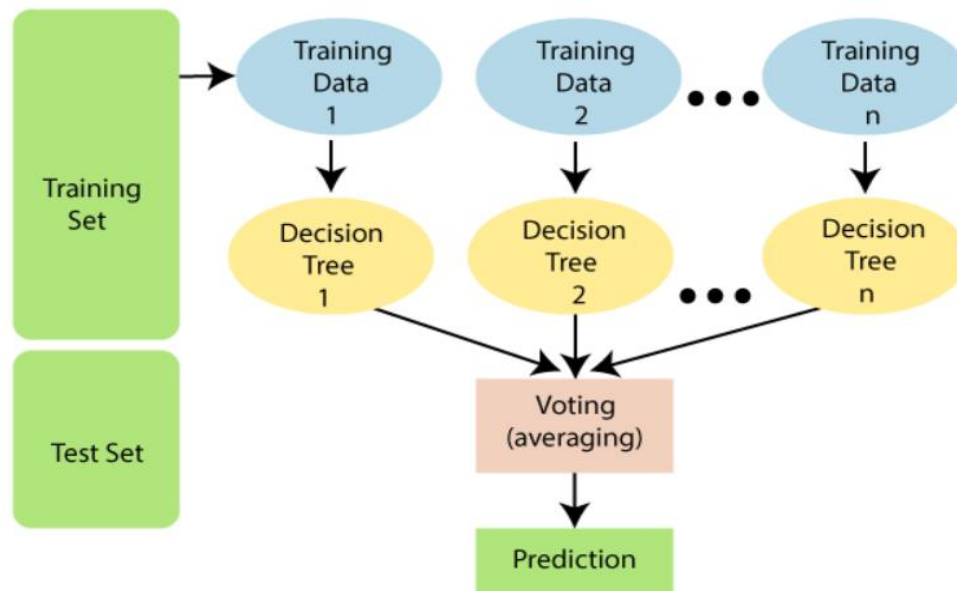 Training
Set
Test Set
Training
Data
1
Training
Data
2
Training
Data
n
Decision
Tree
1
Decision
Tree
2
Decision
Tree
n
Voting
(averaging)
Prediction